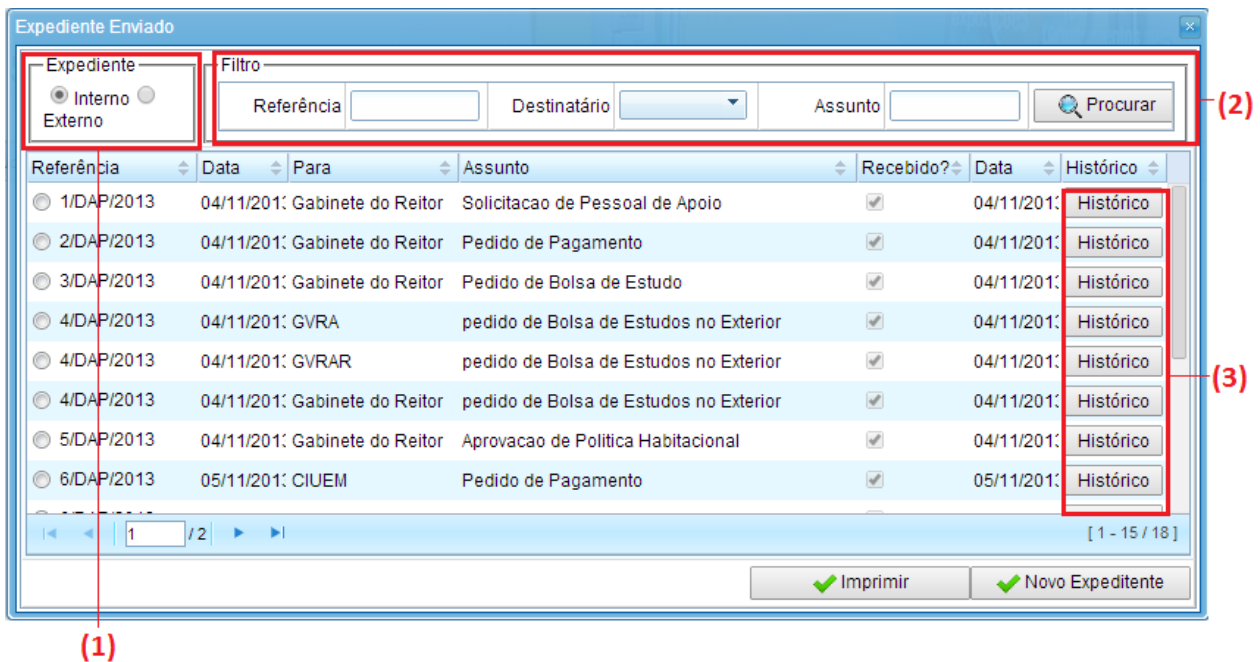 Expediente Enviado
Expediente
Interno
Externo
Filtro
Referência Destinatário Assunto Procurar
(2)
Referência Data Para Assunto Recebido? Data Histórico
1/DAP/2013 04/11/201 Gabinete do Reitor Solicitacao de Pessoal de Apoio 04/11/201 Histórico
2/DAP/2013 04/11/201 Gabinete do Reitor Pedido de Pagamento 04/11/201 Histórico
3/DAP/2013 04/11/201 Gabinete do Reitor Pedido de Bolsa de Estudo 04/11/201 Histórico
4/DAP/2013 04/11/201 GVRA pedido de Bolsa de Estudos no Exterior 04/11/201 Histórico
4/DAP/2013 04/11/201 GVRAR pedido de Bolsa de Estudos no Exterior 04/11/201 Histórico
(3)
4/DAP/2013 04/11/201 Gabinete do Reitor pedido de Bolsa de Estudos no Exterior 04/11/201 Histórico
5/DAP/2013 04/11/201 Gabinete do Reitor Aprovacao de Politica Habitacional 04/11/201 Histórico
6/DAP/2013 05/11/201 CIUEM Pedido de Pagamento 05/11/201 Histórico
1 / 2 [ 1 - 15 / 18 ]
Imprimir Novo Expeditente
(1)